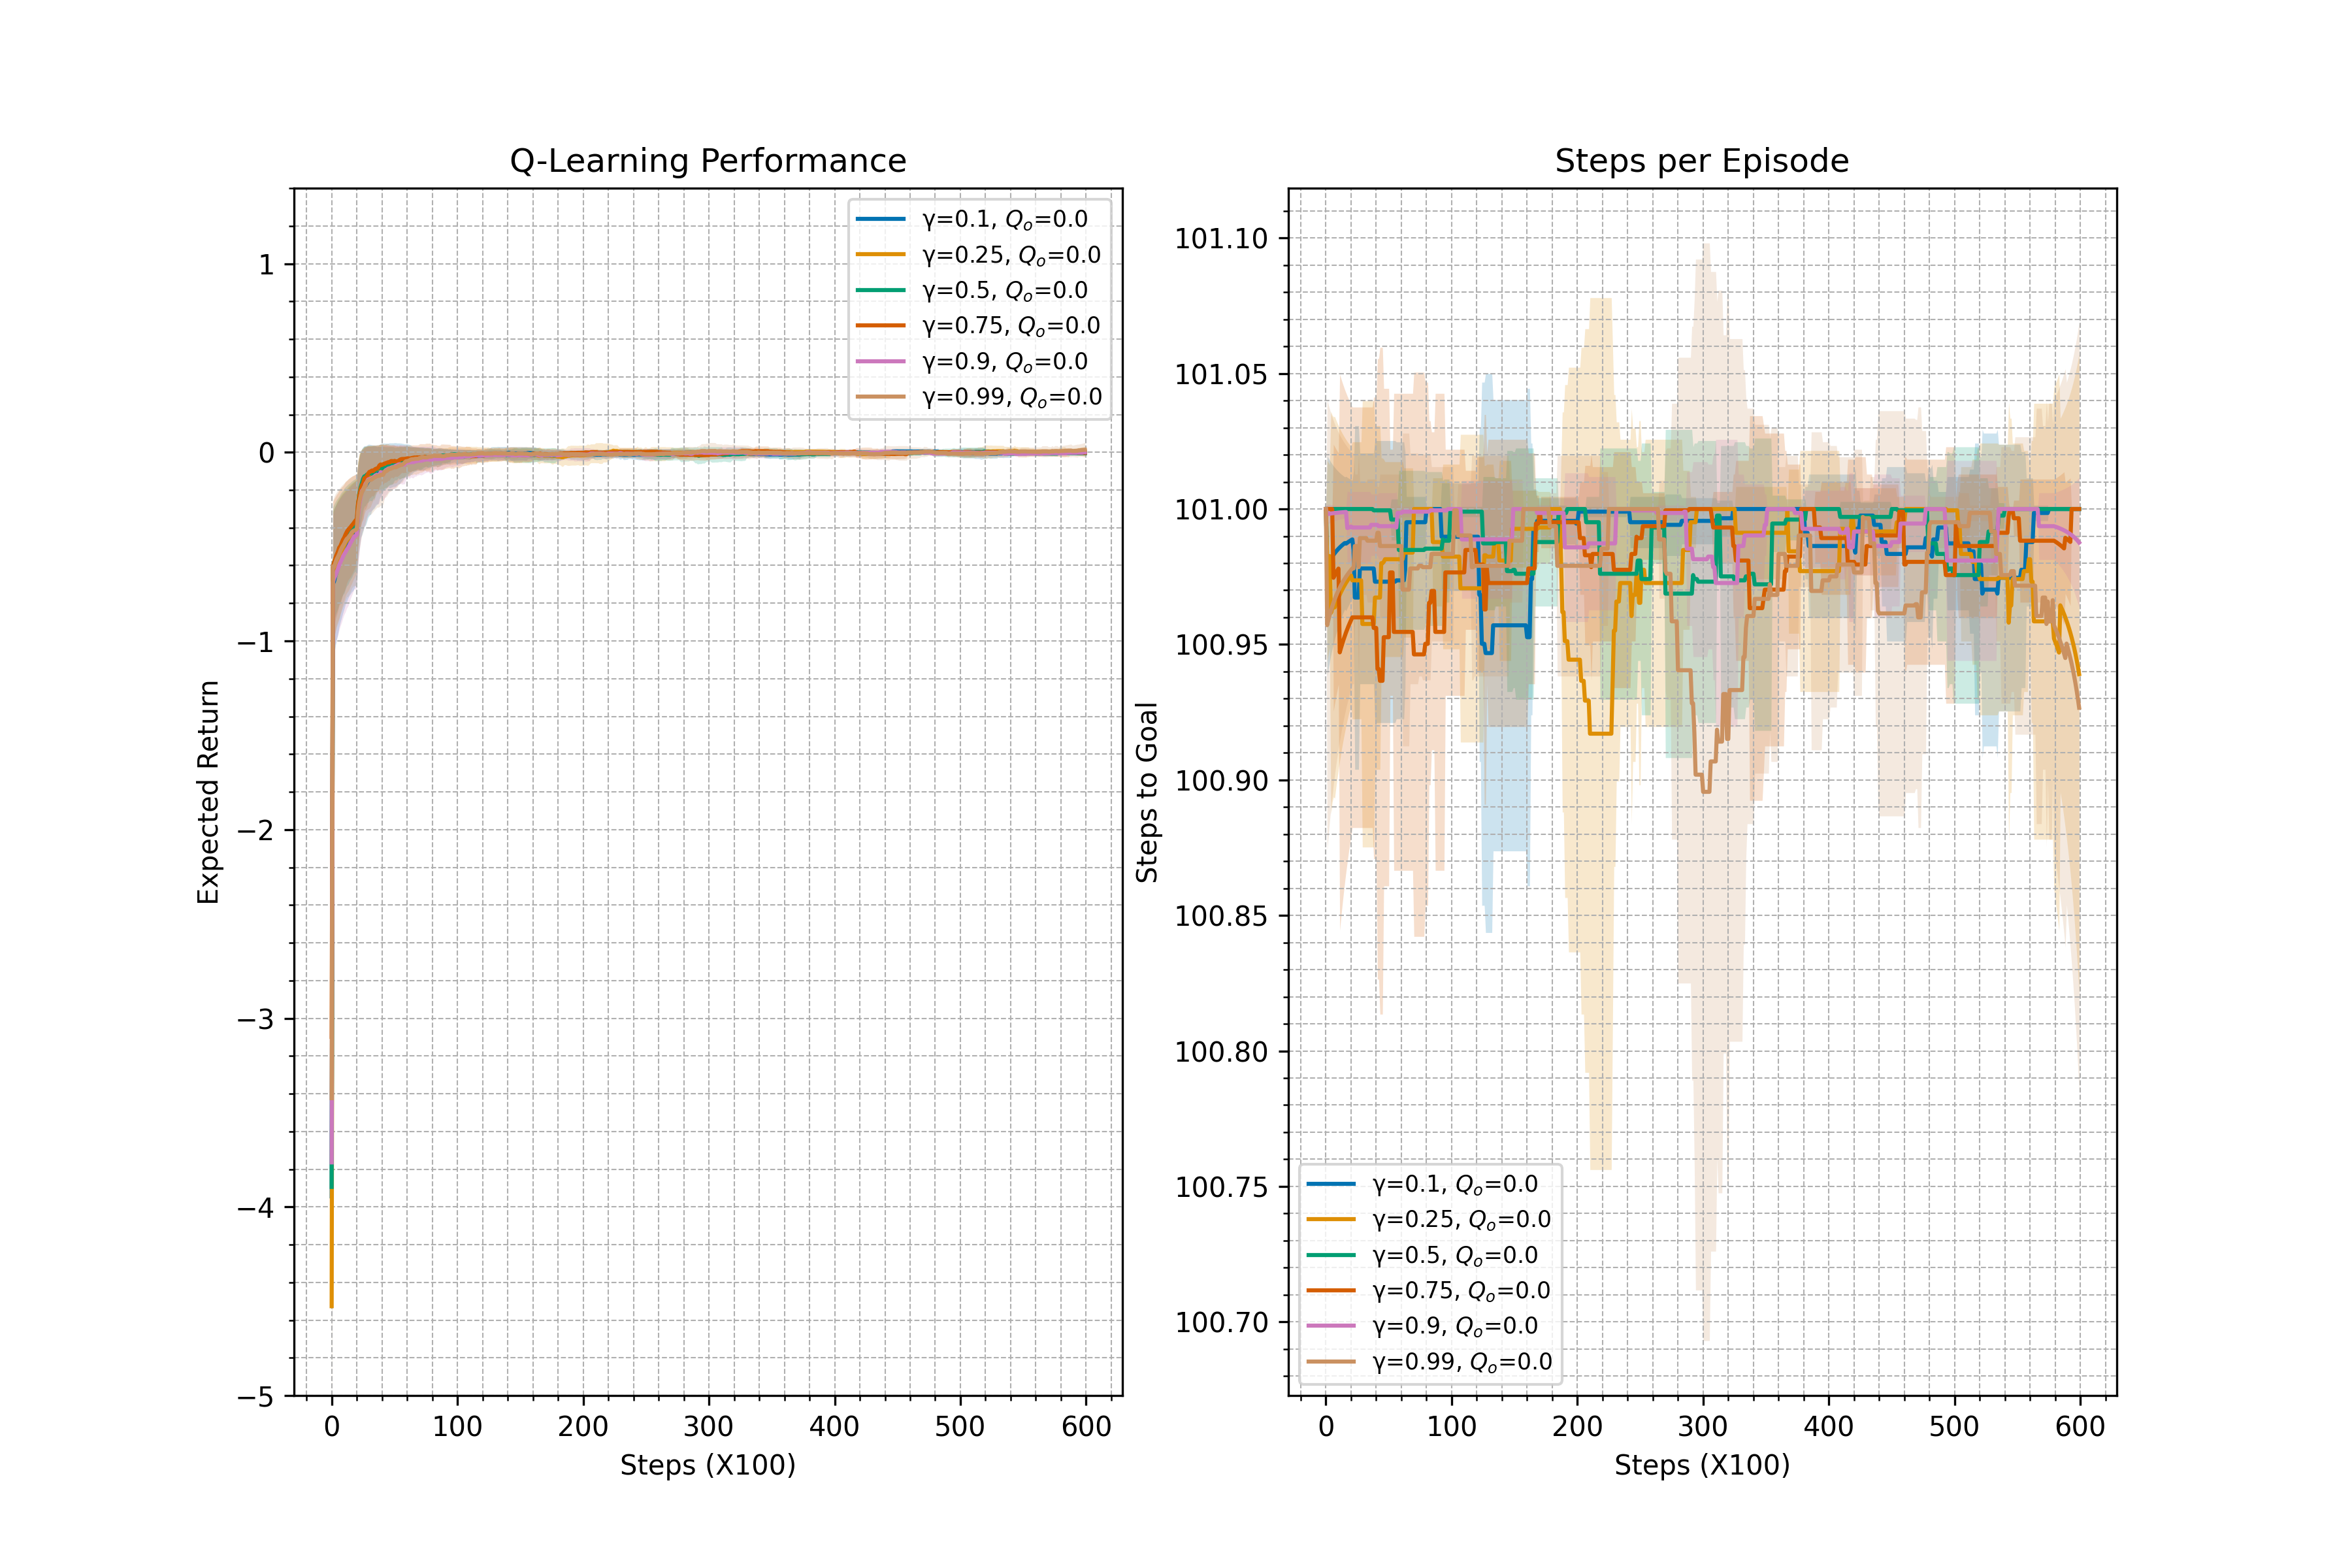 Q-Learning Performance
Expected Return
1
0
−1
−2
−3
−4
−5
0 100 200 300 400 500 600
Steps (X100)
γ=0.1, Qo=0.0
γ=0.25, Qo=0.0
γ=0.5, Qo=0.0
γ=0.75, Qo=0.0
γ=0.9, Qo=0.0
γ=0.99, Qo=0.0
Steps per Episode
Steps to Goal
101.10
101.05
101.00
100.95
100.90
100.85
100.80
100.75
100.70
0 100 200 300 400 500 600
Steps (X100)
γ=0.1, Qo=0.0
γ=0.25, Qo=0.0
γ=0.5, Qo=0.0
γ=0.75, Qo=0.0
γ=0.9, Qo=0.0
γ=0.99, Qo=0.0